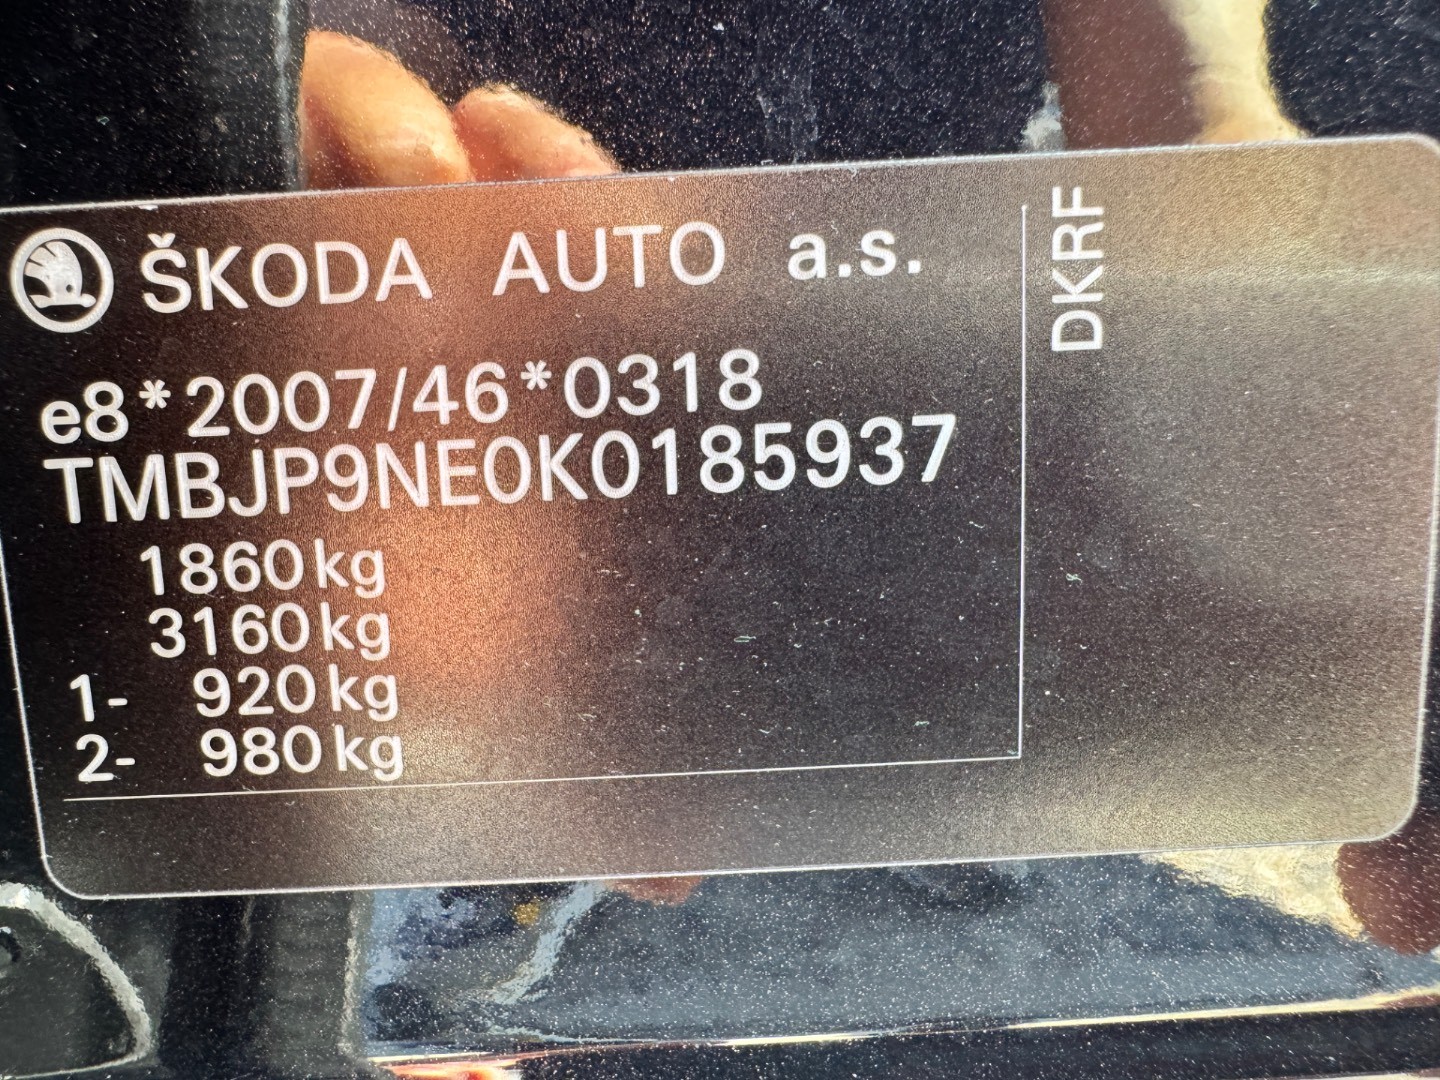 ŠKODA AUTO a.s.
e8*2007/46*0318
TMBJP9NE0K0185937
1860kg
3160kg
1- 920kg
2- 980kg
DKRF